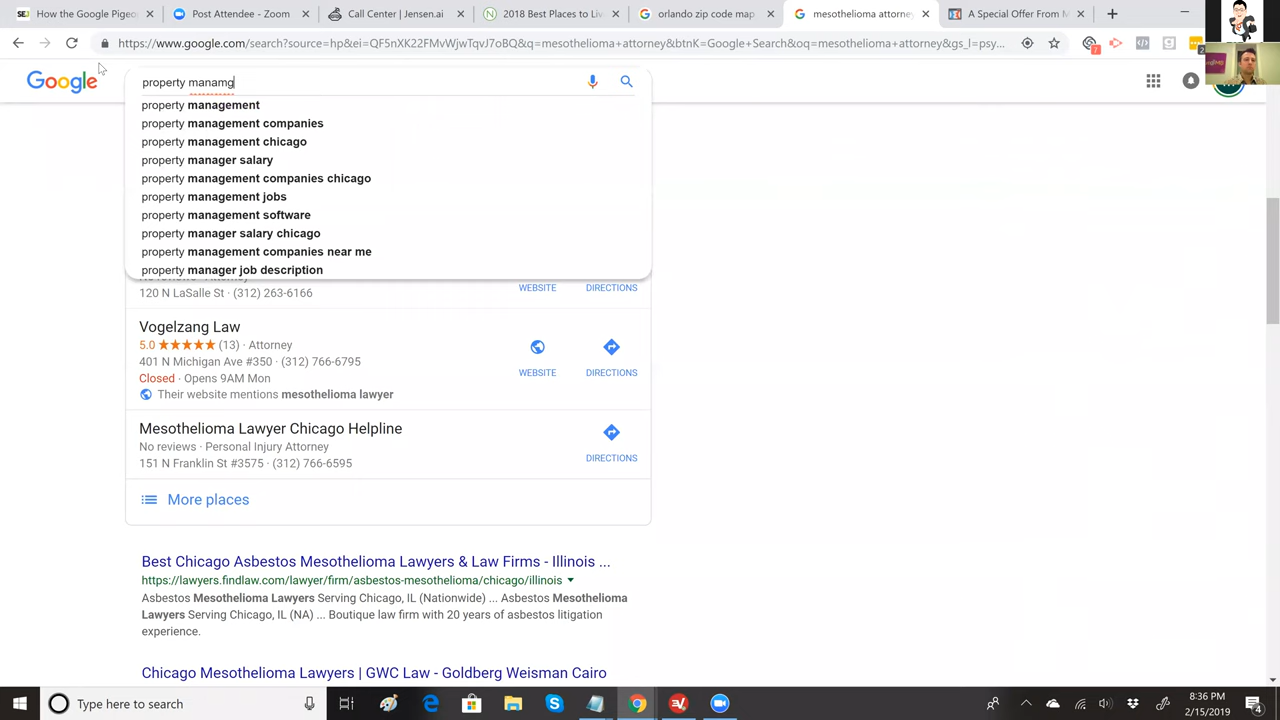 How the Google Pigeo
Post Attendee - Zoom
Call Center | Jensen.ai
2018 Best Places to Liv
orlando zip code map
mesothelioma attorne
A Special Offer From M
https://www.google.com/search?source=hp&ei=QF5nXK22FMvWjwTqvJ7ABQ&q=mesothelioma+attorney&btnK=Google+Search&oq=mesothelioma+attorney&gs_l=psy...
7
2
Google
property manamg
property management
property management companies
property management chicago
property manager salary
property management companies chicago
property management jobs
property management software
property manager salary chicago
property management companies near me
property manager job description
120 N LaSalle St · (312) 263-6166
WEBSITE
DIRECTIONS
Vogelzang Law
5.0 ★★★★★ (13) · Attorney
401 N Michigan Ave #350 · (312) 766-6795
Closed · Opens 9AM Mon
Their website mentions mesothelioma lawyer
WEBSITE
DIRECTIONS
Mesothelioma Lawyer Chicago Helpline
No reviews · Personal Injury Attorney
151 N Franklin St #3575 · (312) 766-6595
DIRECTIONS
More places
Best Chicago Asbestos Mesothelioma Lawyers & Law Firms - Illinois ...
https://lawyers.findlaw.com/lawyer/firm/asbestos-mesothelioma/chicago/illinois
Asbestos Mesothelioma Lawyers Serving Chicago, IL (Nationwide) ... Asbestos Mesothelioma
Lawyers Serving Chicago, IL (NA) ... Boutique law firm with 20 years of asbestos litigation
experience.
Chicago Mesothelioma Lawyers | GWC Law - Goldberg Weisman Cairo
Type here to search
8:36 PM
2/15/2019
4